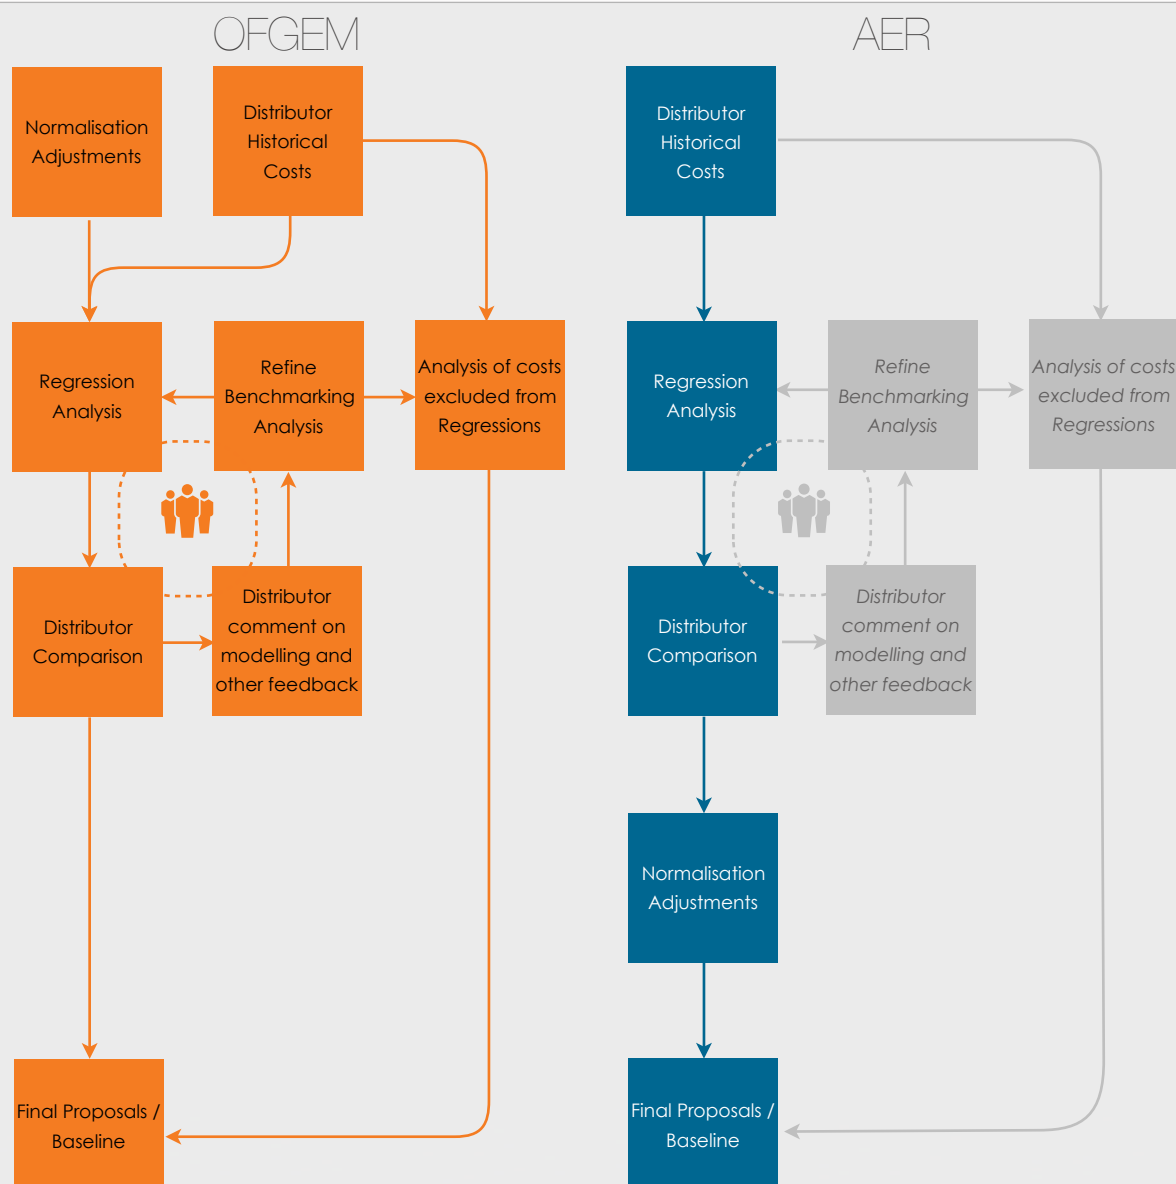 OFGEM
Normalisation
Adjustments
Distributor
Historical
Costs
Regression
Analysis
Refine
Benchmarking
Analysis
Analysis of costs
excluded from
Regressions
Distributor
Comparison
Distributor
comment on
modelling and
other feedback
Final Proposals /
Baseline
AER
Distributor
Historical
Costs
Regression
Analysis
Refine
Benchmarking
Analysis
Analysis of costs
excluded from
Regressions
Distributor
Comparison
Distributor
comment on
modelling and
other feedback
Normalisation
Adjustments
Final Proposals /
Baseline